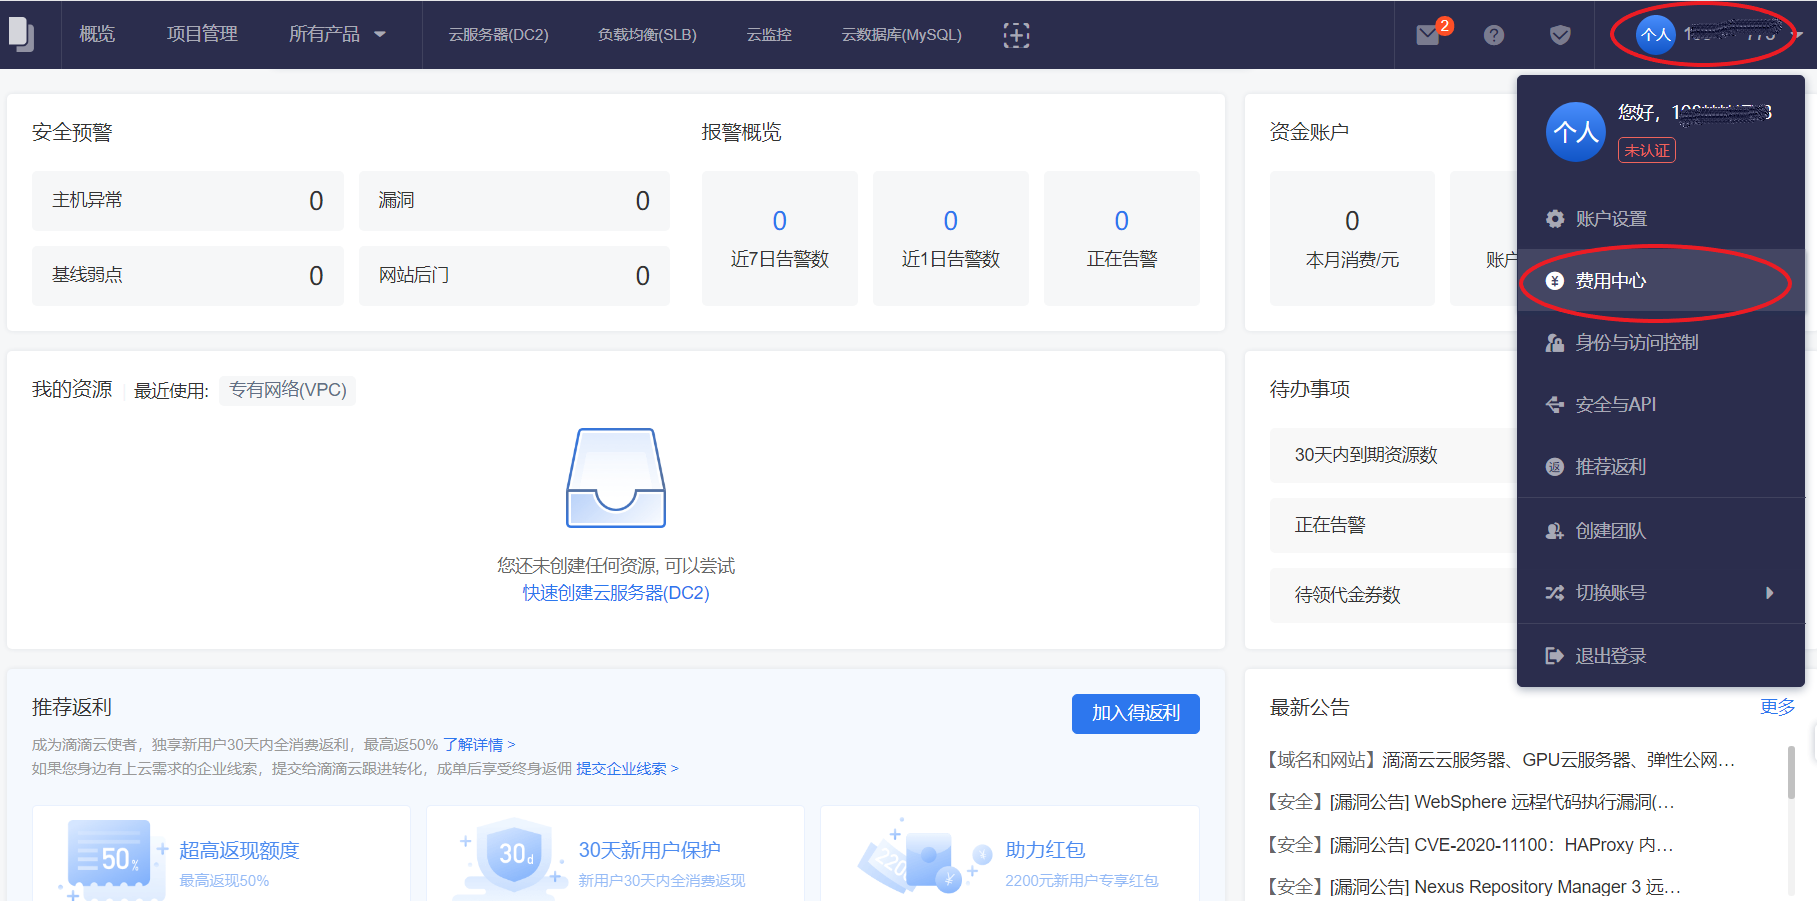 概览 项目管理 所有产品 云服务器(DC2) 负载均衡(SLB) 云监控 云数据库(MySQL) 2 个人
安全预警
主机异常 0 漏洞 0
基线弱点 0 网站后门 0
报警概览
0 0 0
近7日告警数 近1日告警数 正在告警
资金账户
0
本月消费/元 账户
个人 您好，
未认证
账户设置
费用中心
身份与访问控制
安全与API
推荐返利
创建团队
切换账号
退出登录
我的资源 最近使用: 专有网络(VPC)
您还未创建任何资源, 可以尝试
快速创建云服务器(DC2)
待办事项
30天内到期资源数
正在告警
待领代金券数
推荐返利 加入得返利
成为滴滴云使者，独享新用户30天内全消费返利，最高返50% 了解详情 >
如果您身边有上云需求的企业线索，提交给滴滴云跟进转化，成单后享受终身返佣 提交企业线索 >
50%
超高返现额度
最高返现50%
30d
30天新用户保护
新用户30天内全消费返现
220
助力红包
2200元新用户专享红包
最新公告 更多
【域名和网站】滴滴云云服务器、GPU云服务器、弹性公网…
【安全】[漏洞公告] WebSphere 远程代码执行漏洞(…
【安全】[漏洞公告] CVE-2020-11100：HAProxy 内…
【安全】[漏洞公告] Nexus Repository Manager 3 远…